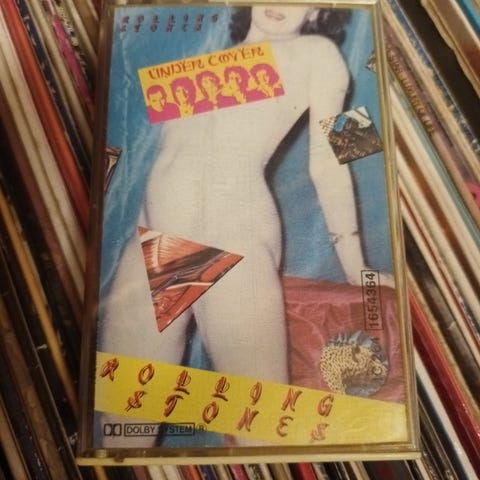 ROLLING
STONES
UNDER COVER
1654364
ROLLING
STONES
DOLBY SYSTEM R